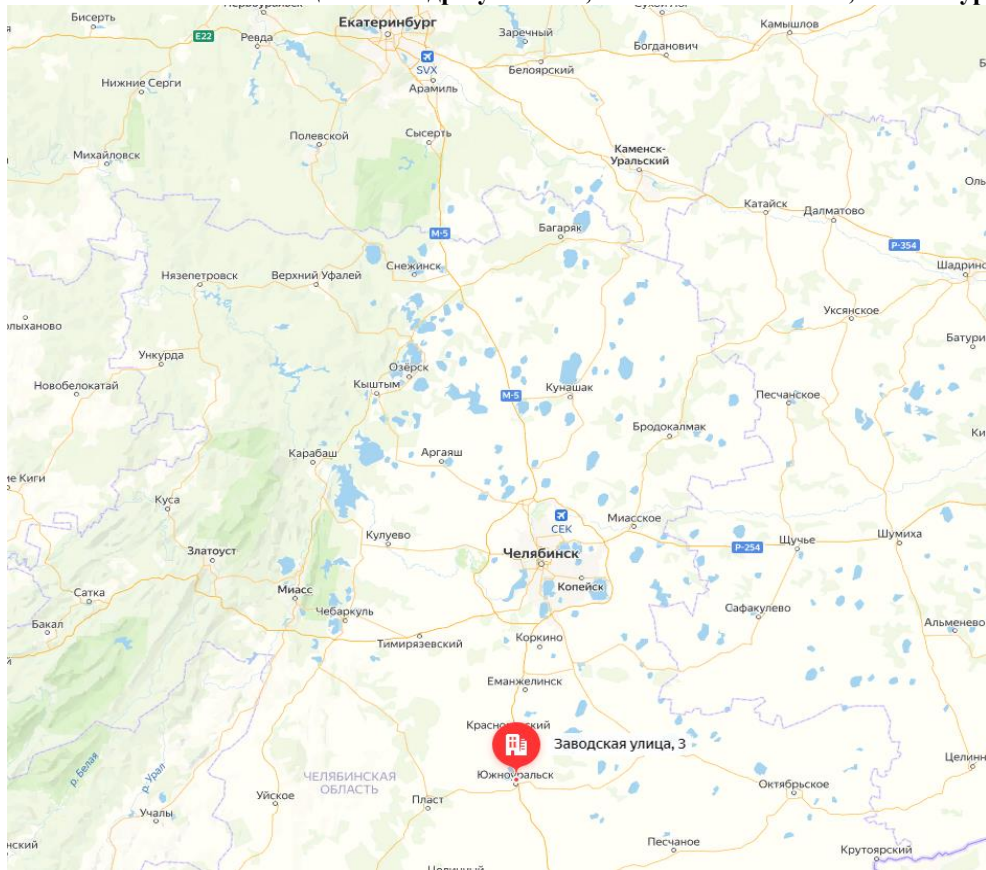 Бисерть
Екатеринбург
Заречный
Камышлов
Ревда
E22
Богданович
SVX
Белоярский
Арамиль
Нижние Серги
Полевской
Сысерть
Каменск-
Уральский
Михайловск
Катайск
Далматово
Багаряк
М-5
Р-354
Снежинск
Нязепетровск
Верхний Уфалей
Уксянское
Ункурда
Озёрск
Кыштым
Кунашак
Новобелокатай
М-5
Песчанское
Бродокалмак
Карабаш
Аргаяш
Куса
CEK
Миасское
Кулуево
Шумиха
Р-254
Щучье
Златоуст
Челябинск
Миасс
Копейск
Сатка
Чебаркуль
Сафакулево
Бакал
Альменево
Тимирязевский
Коркино
Еманжелинск
Заводская улица, 3
р. Белая
р. Урал
ЧЕЛЯБИНСКАЯ
ОБЛАСТЬ
Южноуральск
Октябрьское
Уйское
Пласт
Учалы
Песчаное
Крутоярский